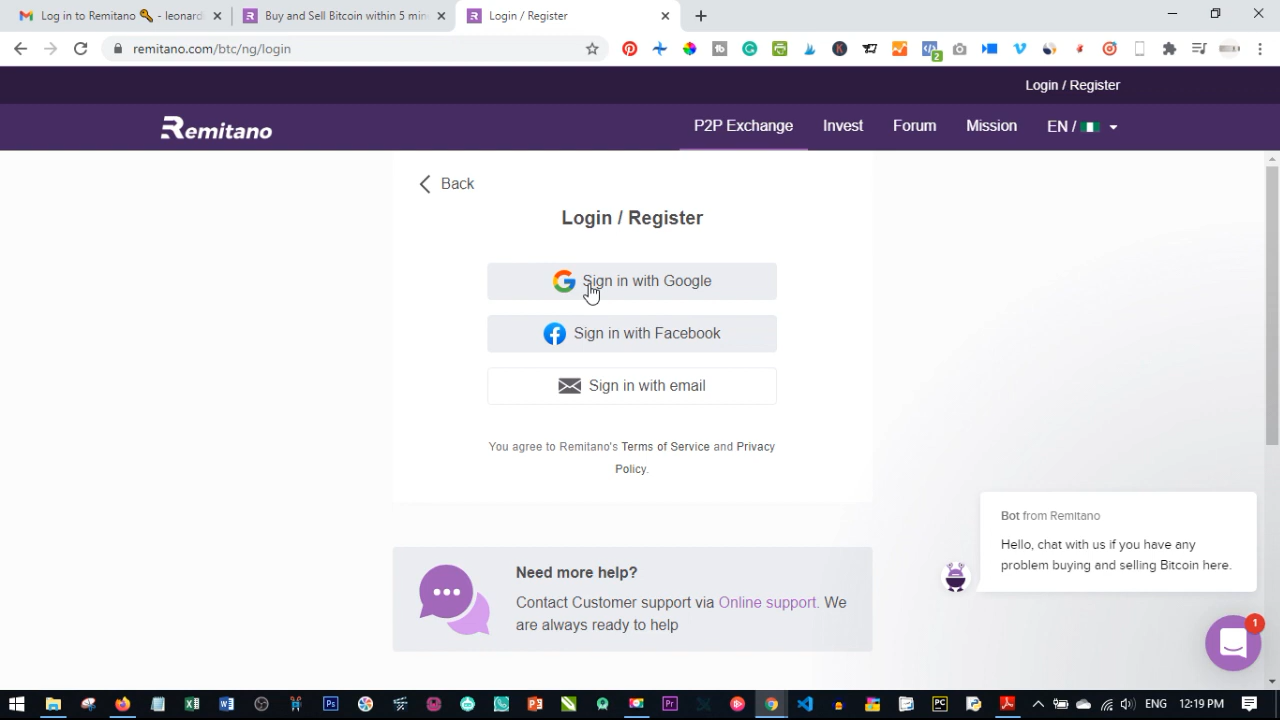 Log in to Remitano 🔑 - leonard
Buy and Sell Bitcoin within 5 min
Login / Register
remitano.com/btc/ng/login
2
Login / Register
Remitano
P2P Exchange
Invest
Forum
Mission
EN /
Back
Login / Register
Sign in with Google
Sign in with Facebook
Sign in with email
You agree to Remitano's Terms of Service and Privacy
Policy.
Need more help?
Contact Customer support via Online support. We
are always ready to help
Bot from Remitano
Hello, chat with us if you have any
problem buying and selling Bitcoin here.
1
ENG
12:19 PM